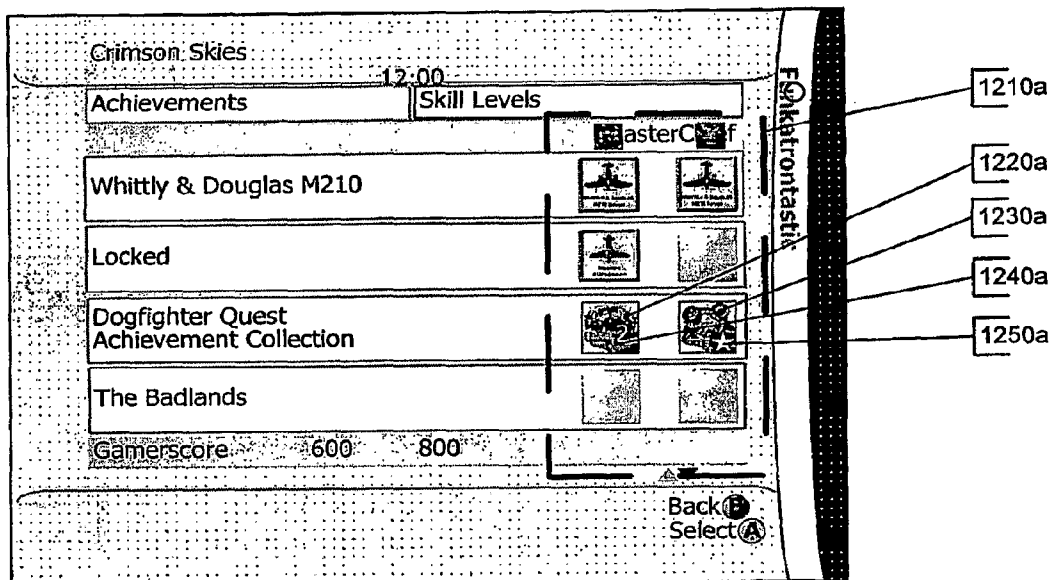 Crimson Skies
12:00
Achievements
Skill Levels
Whittly & Douglas M210
Locked
Dogfighter Quest
Achievement Collection
2
The Badlands
Gamerscore 600 800
Back B
Select A
1210a
1220a
1230a
1240a
1250a